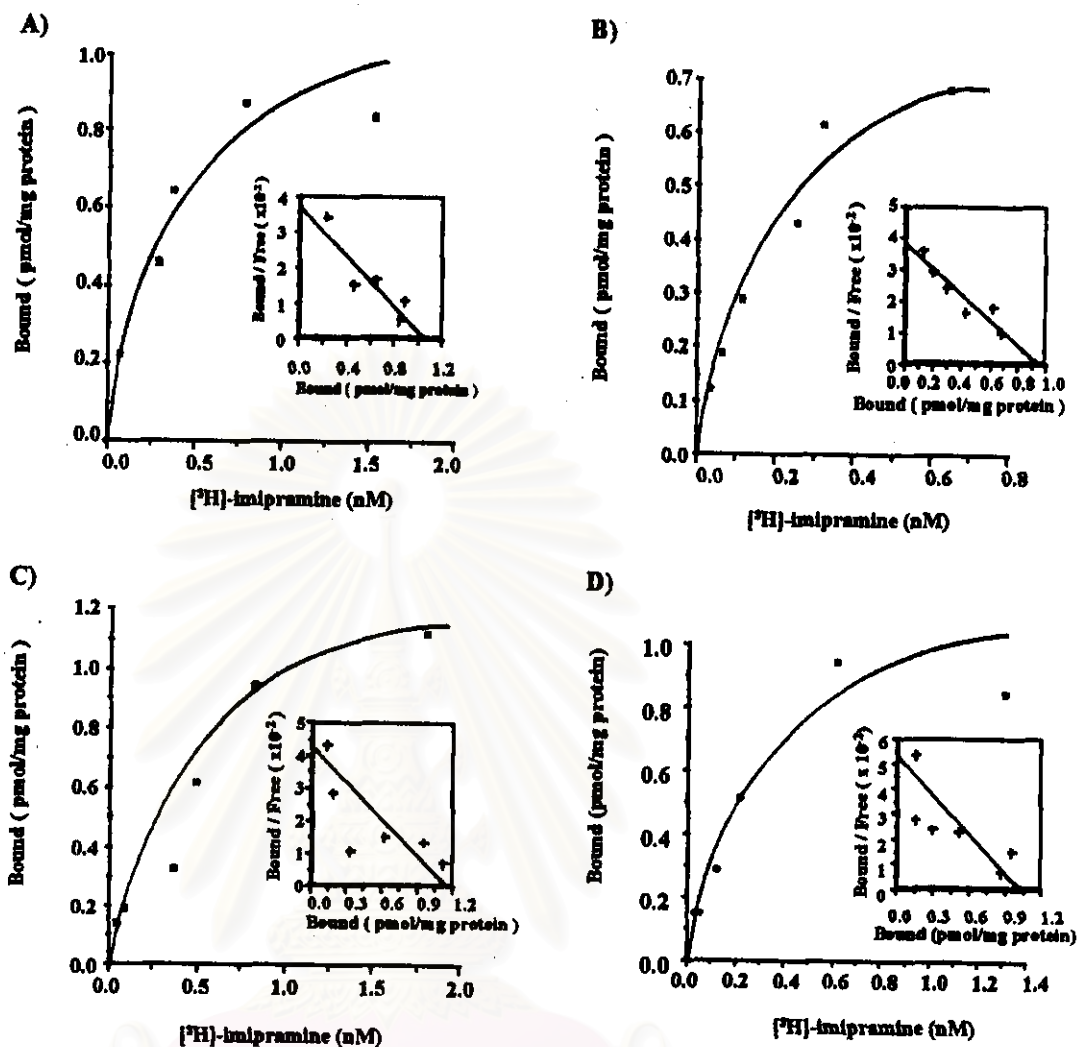 A)
Bound ( pmol/mg protein )
1.0
0.8
0.6
0.4
0.2
0.0
0.0 0.5 1.0 1.5 2.0
[³H]-imipramine (nM)
Bound / Free ( x10⁻²)
4
3
2
1
0
0.0 0.2 0.4 0.6 0.8 1.2
Bound ( pmol/mg protein )
B)
Bound ( pmol/mg protein )
0.7
0.6
0.5
0.4
0.3
0.2
0.1
0.0
0.0 0.2 0.4 0.6 0.8
[³H]-imipramine (nM)
Bound / Free ( x10⁻²)
5
4
3
2
1
0
0.0 0.2 0.4 0.6 0.8 1.0
Bound ( pmol/mg protein )
C)
Bound ( pmol/mg protein )
1.2
1.0
0.8
0.6
0.4
0.2
0.0
0.0 0.5 1.0 1.5 2.0
[³H]-imipramine (nM)
Bound / Free ( x10⁻²)
5
4
3
2
1
0
0.0 0.3 0.6 0.9 1.2
Bound ( pmol/mg protein )
D)
Bound (pmol/mg protein)
1.0
0.8
0.6
0.4
0.2
0.0
0.0 0.2 0.4 0.6 0.8 1.0 1.2 1.4
[³H]-imipramine (nM)
Bound / Free ( x 10⁻²)
6
5
4
3
2
1
0
0.0 0.3 0.6 0.9 1.2
Bound (pmol/mg protein)